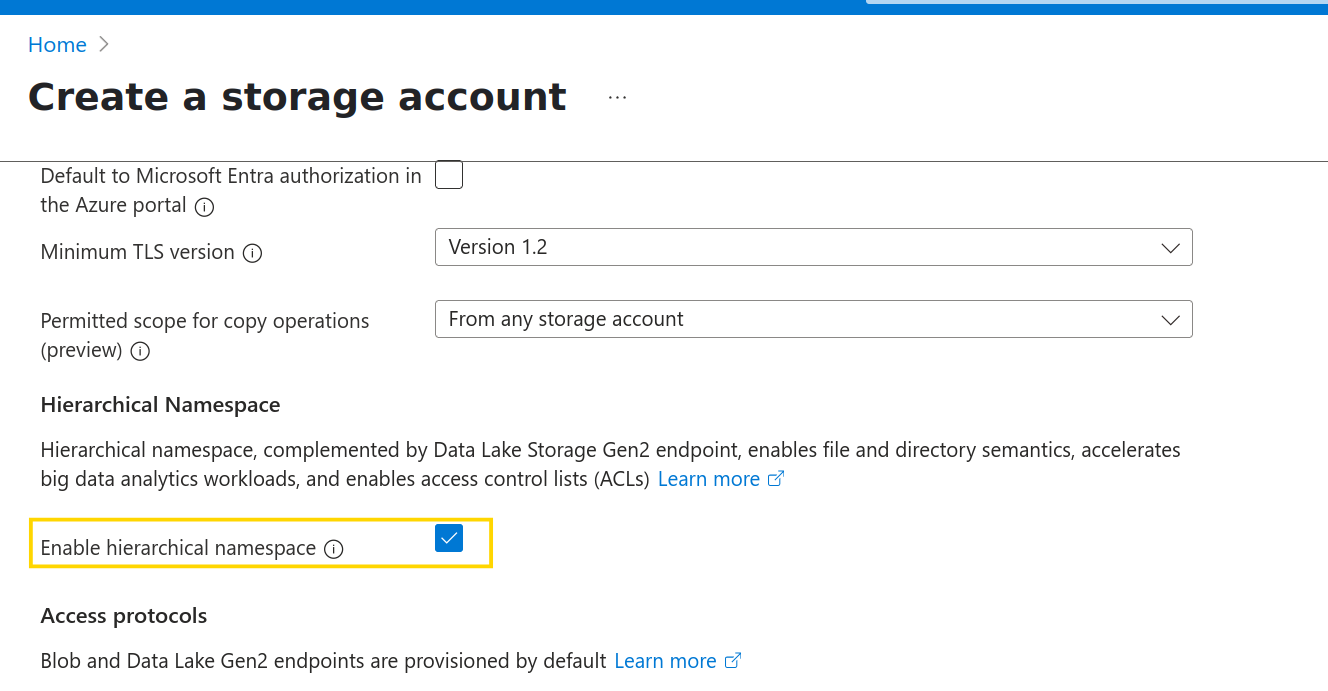 Home
Create a storage account ...
Default to Microsoft Entra authorization in
the Azure portal
Minimum TLS version
Version 1.2
Permitted scope for copy operations
(preview)
From any storage account
Hierarchical Namespace
Hierarchical namespace, complemented by Data Lake Storage Gen2 endpoint, enables file and directory semantics, accelerates
big data analytics workloads, and enables access control lists (ACLs) Learn more
Enable hierarchical namespace
Access protocols
Blob and Data Lake Gen2 endpoints are provisioned by default Learn more